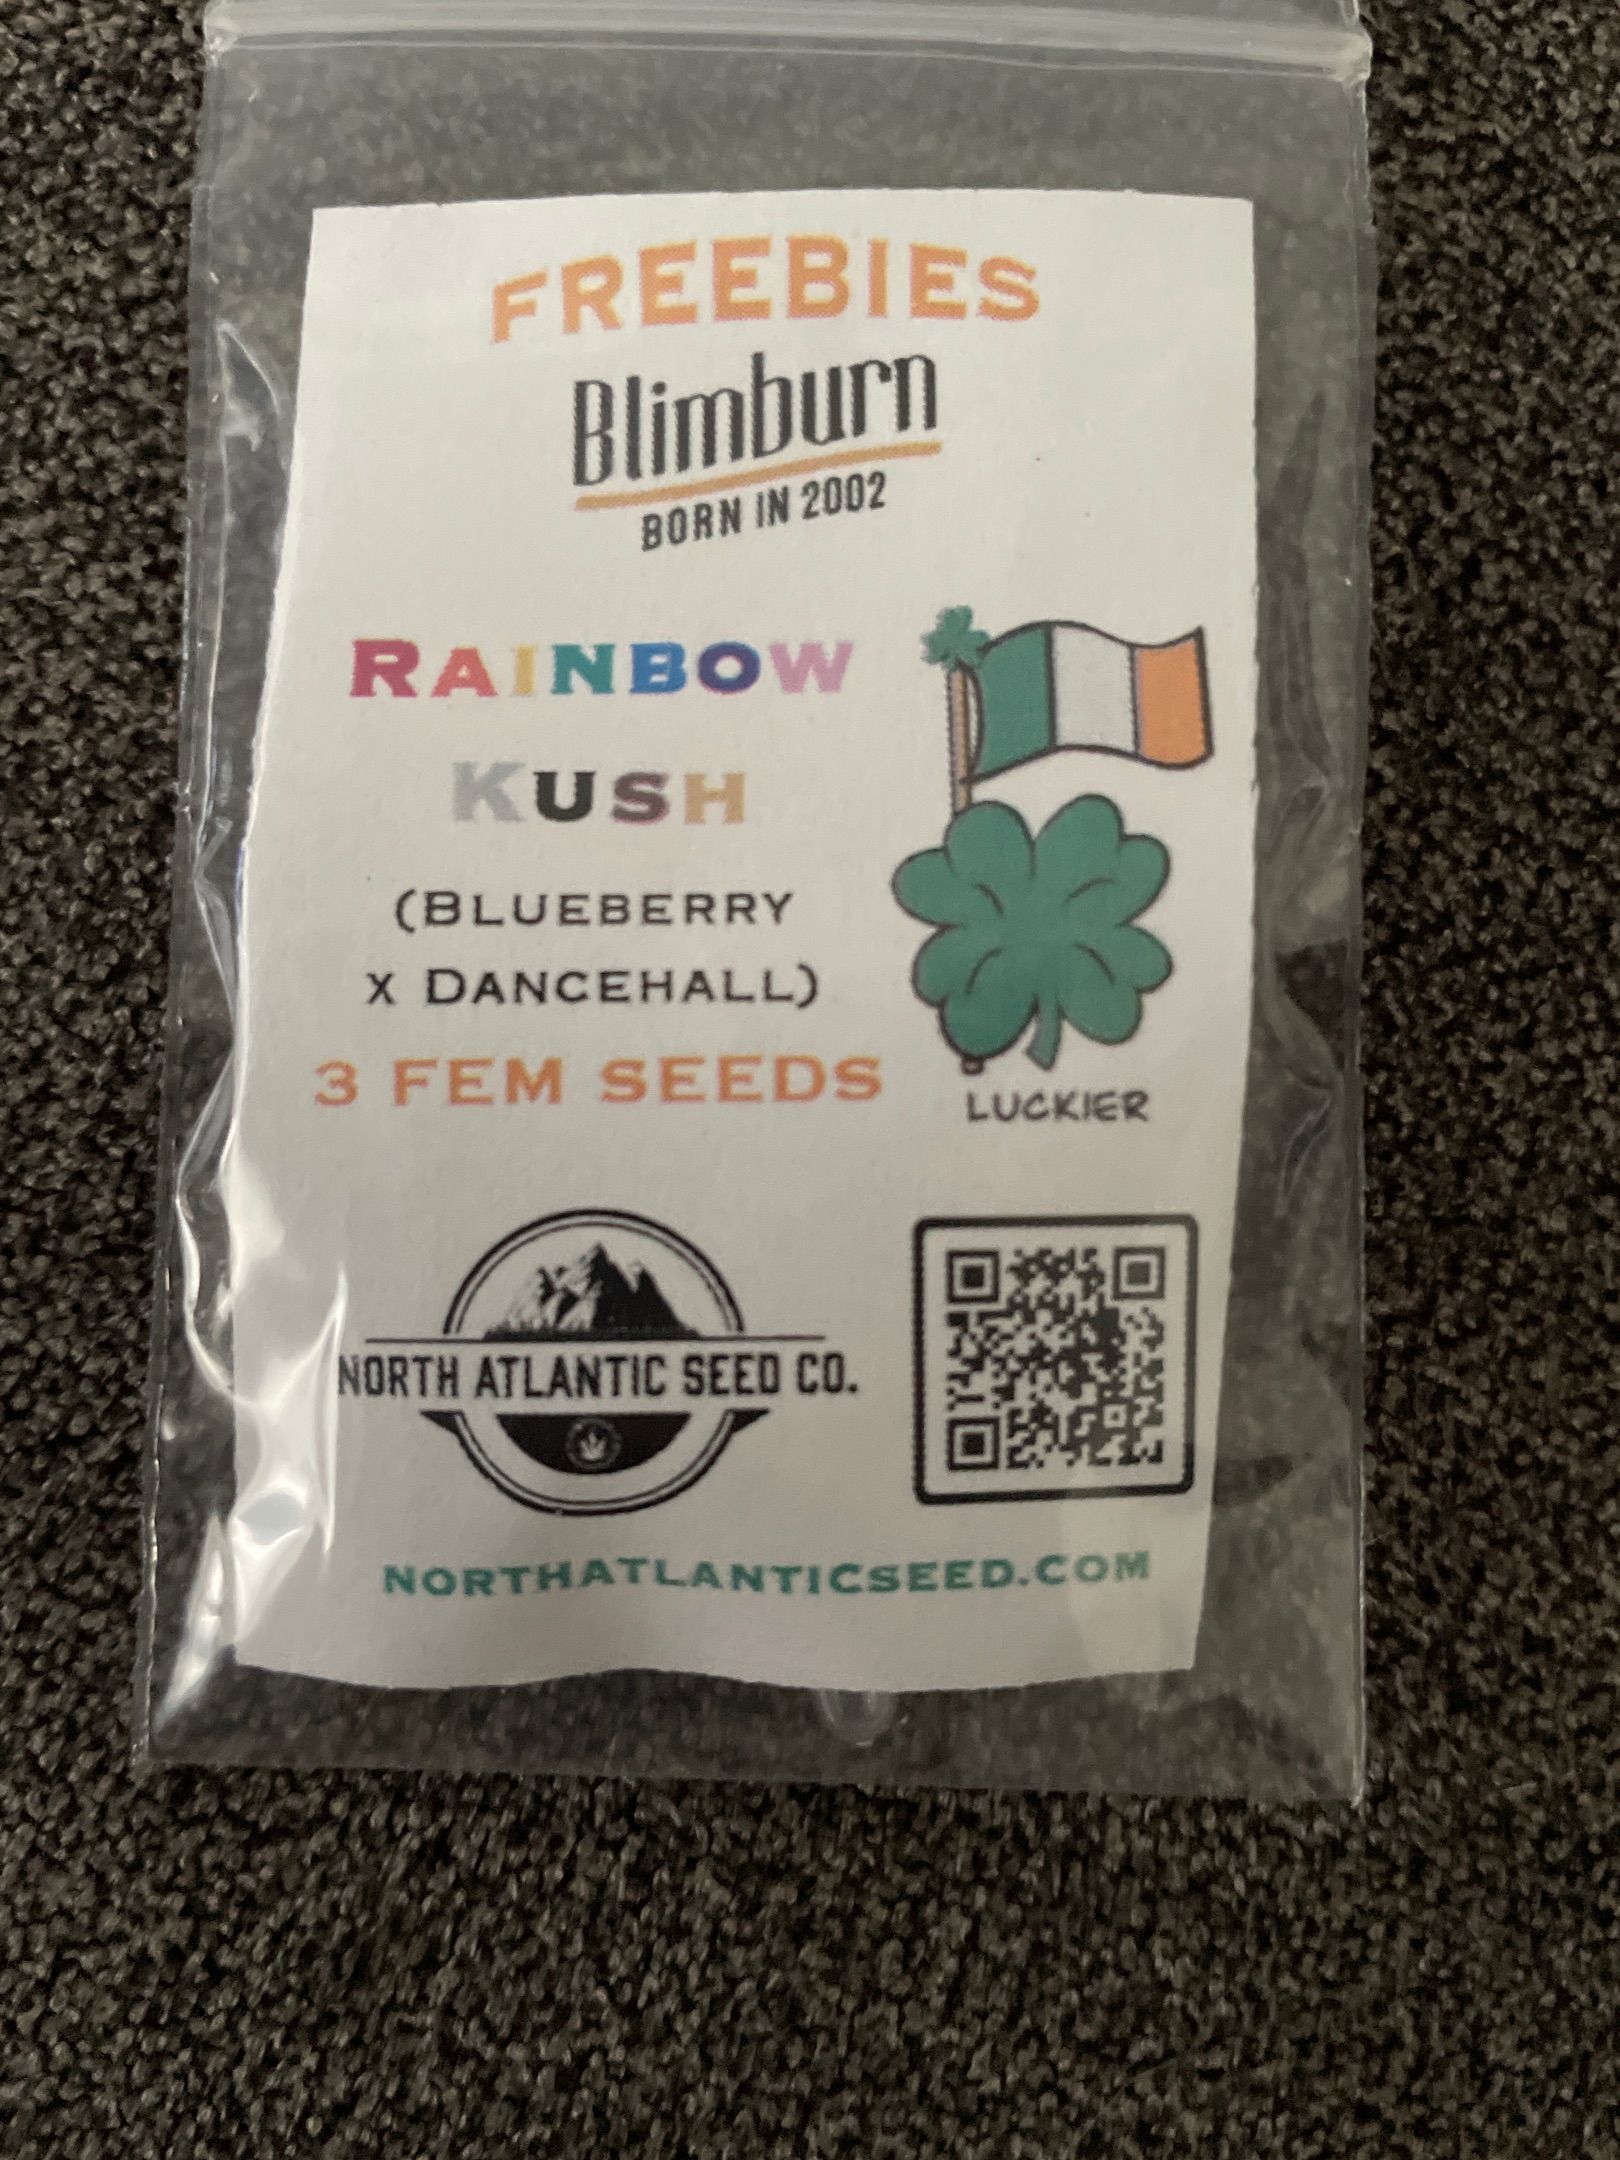 FREEBIES
Blimburn
BORN IN 2002
RAINBOW
KUSH
(BLUEBERRY
X DANCEHALL)
3 FEM SEEDS
LUCKIER
NORTH ATLANTIC SEED CO.
NORTHATLANTICSEED.COM